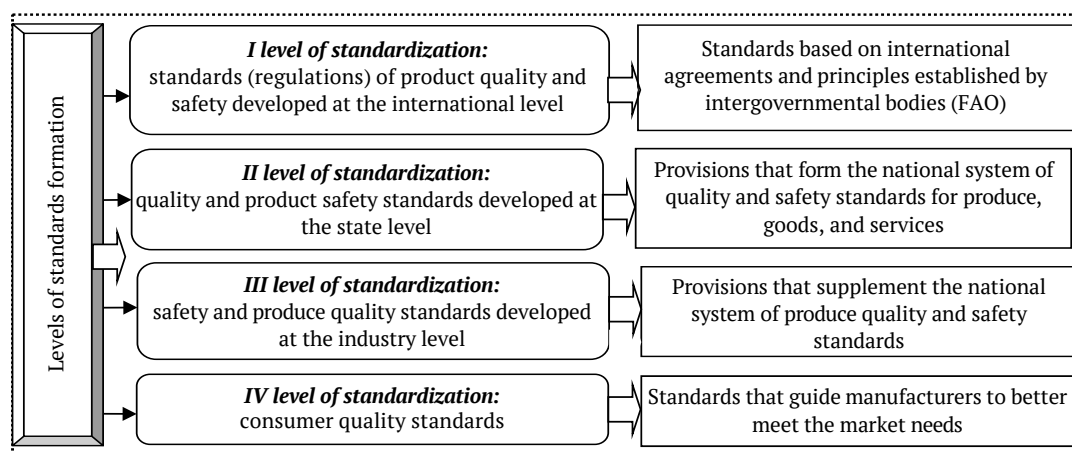 Levels of standards formation
I level of standardization:
standards (regulations) of product quality and
safety developed at the international level
Standards based on international
agreements and principles established by
intergovernmental bodies (FAO)
II level of standardization:
quality and product safety standards developed at
the state level
Provisions that form the national system of
quality and safety standards for produce,
goods, and services
III level of standardization:
safety and produce quality standards developed
at the industry level
Provisions that supplement the national
system of produce quality and safety
standards
IV level of standardization:
consumer quality standards
Standards that guide manufacturers to better
meet the market needs